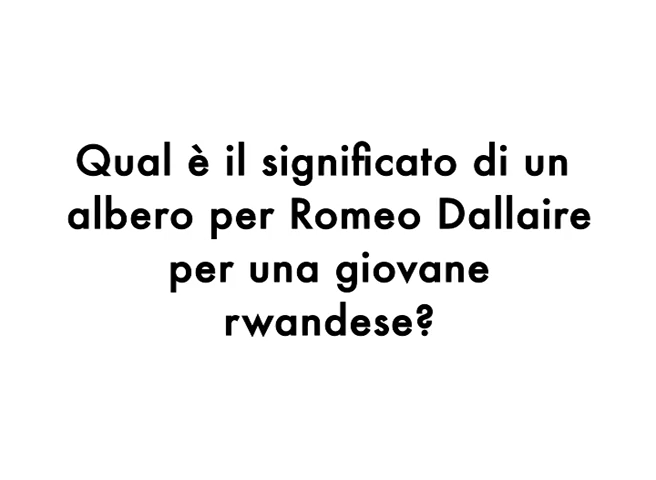 Qual è il significato di un
albero per Romeo Dallaire
per una giovane
rwandese?